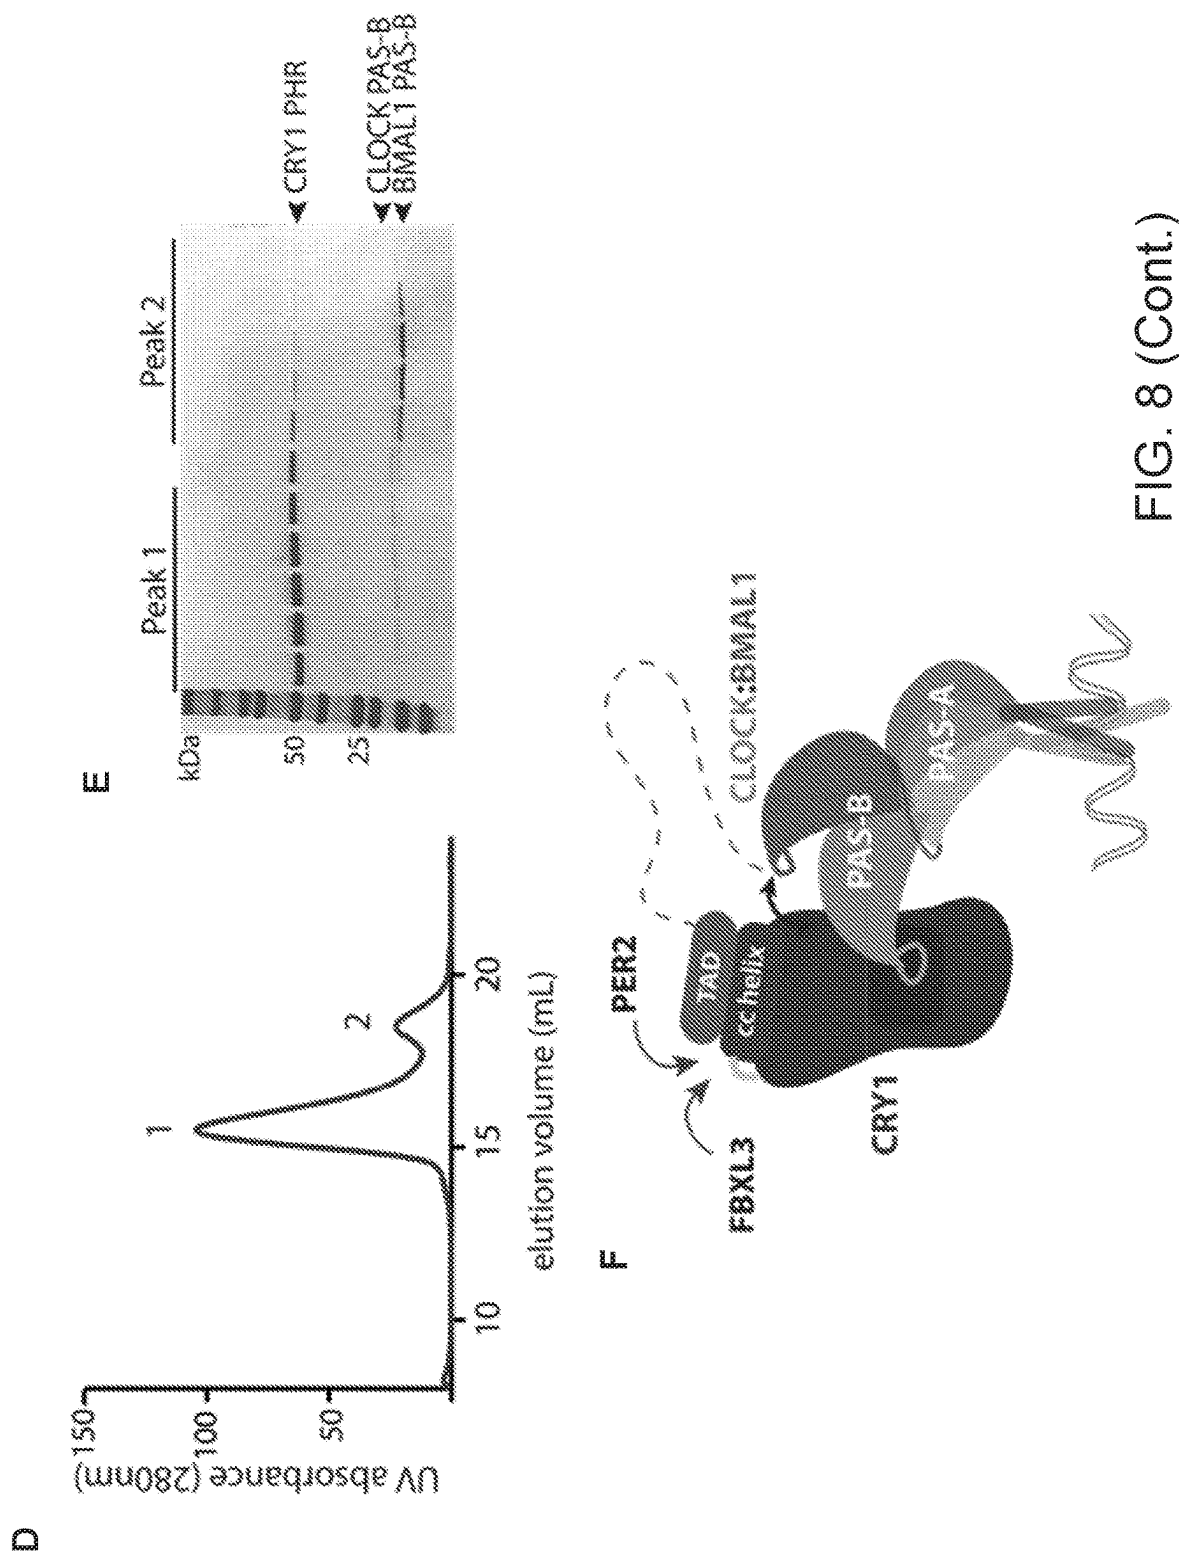 D
UV absorbance (280nm)
150
100
50
10
15
20
elution volume (mL)
1
2
E
Peak 1
Peak 2
kDa
50
25
CRY1 PHR
CLOCK PAS-B
BMAL1 PAS-B
F
FBXL3
PER2
TAD
cc helix
CRY1
CLOCK:BMAL1
PAS-B
PAS-A
FIG. 8 (Cont.)